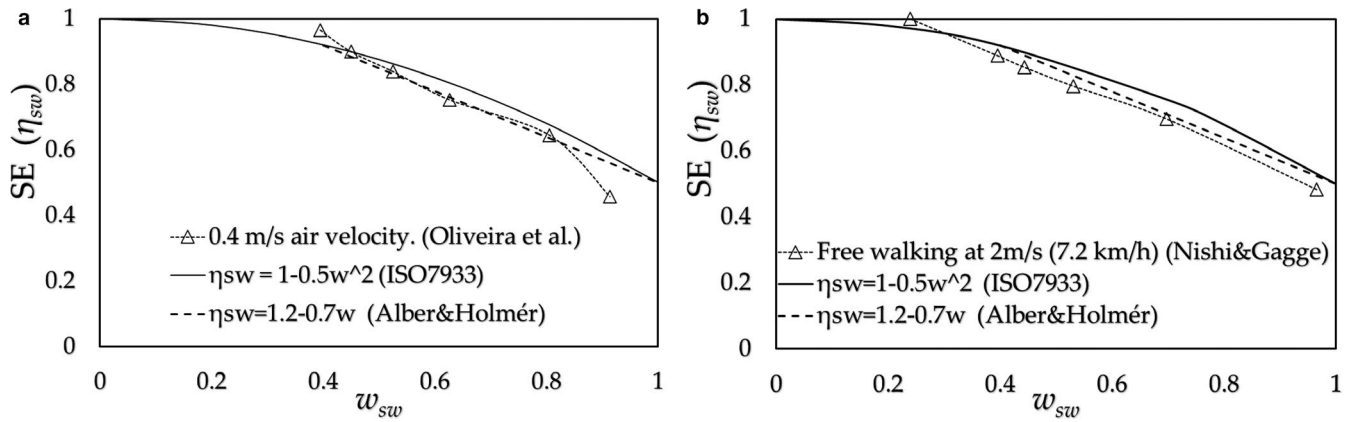 a
SE (ηsw)
1
0.8
0.6
0.4
0.2
0
0.4 m/s air velocity. (Oliveira et al.)
ηsw = 1-0.5w^2 (ISO7933)
ηsw=1.2-0.7w (Alber&Holmér)
0 0.2 0.4 0.6 0.8 1
wsw
b
SE (ηsw)
1
0.8
0.6
0.4
0.2
0
Free walking at 2m/s (7.2 km/h) (Nishi&Gagge)
ηsw=1-0.5w^2 (ISO7933)
ηsw=1.2-0.7w (Alber&Holmér)
0 0.2 0.4 0.6 0.8 1
wsw